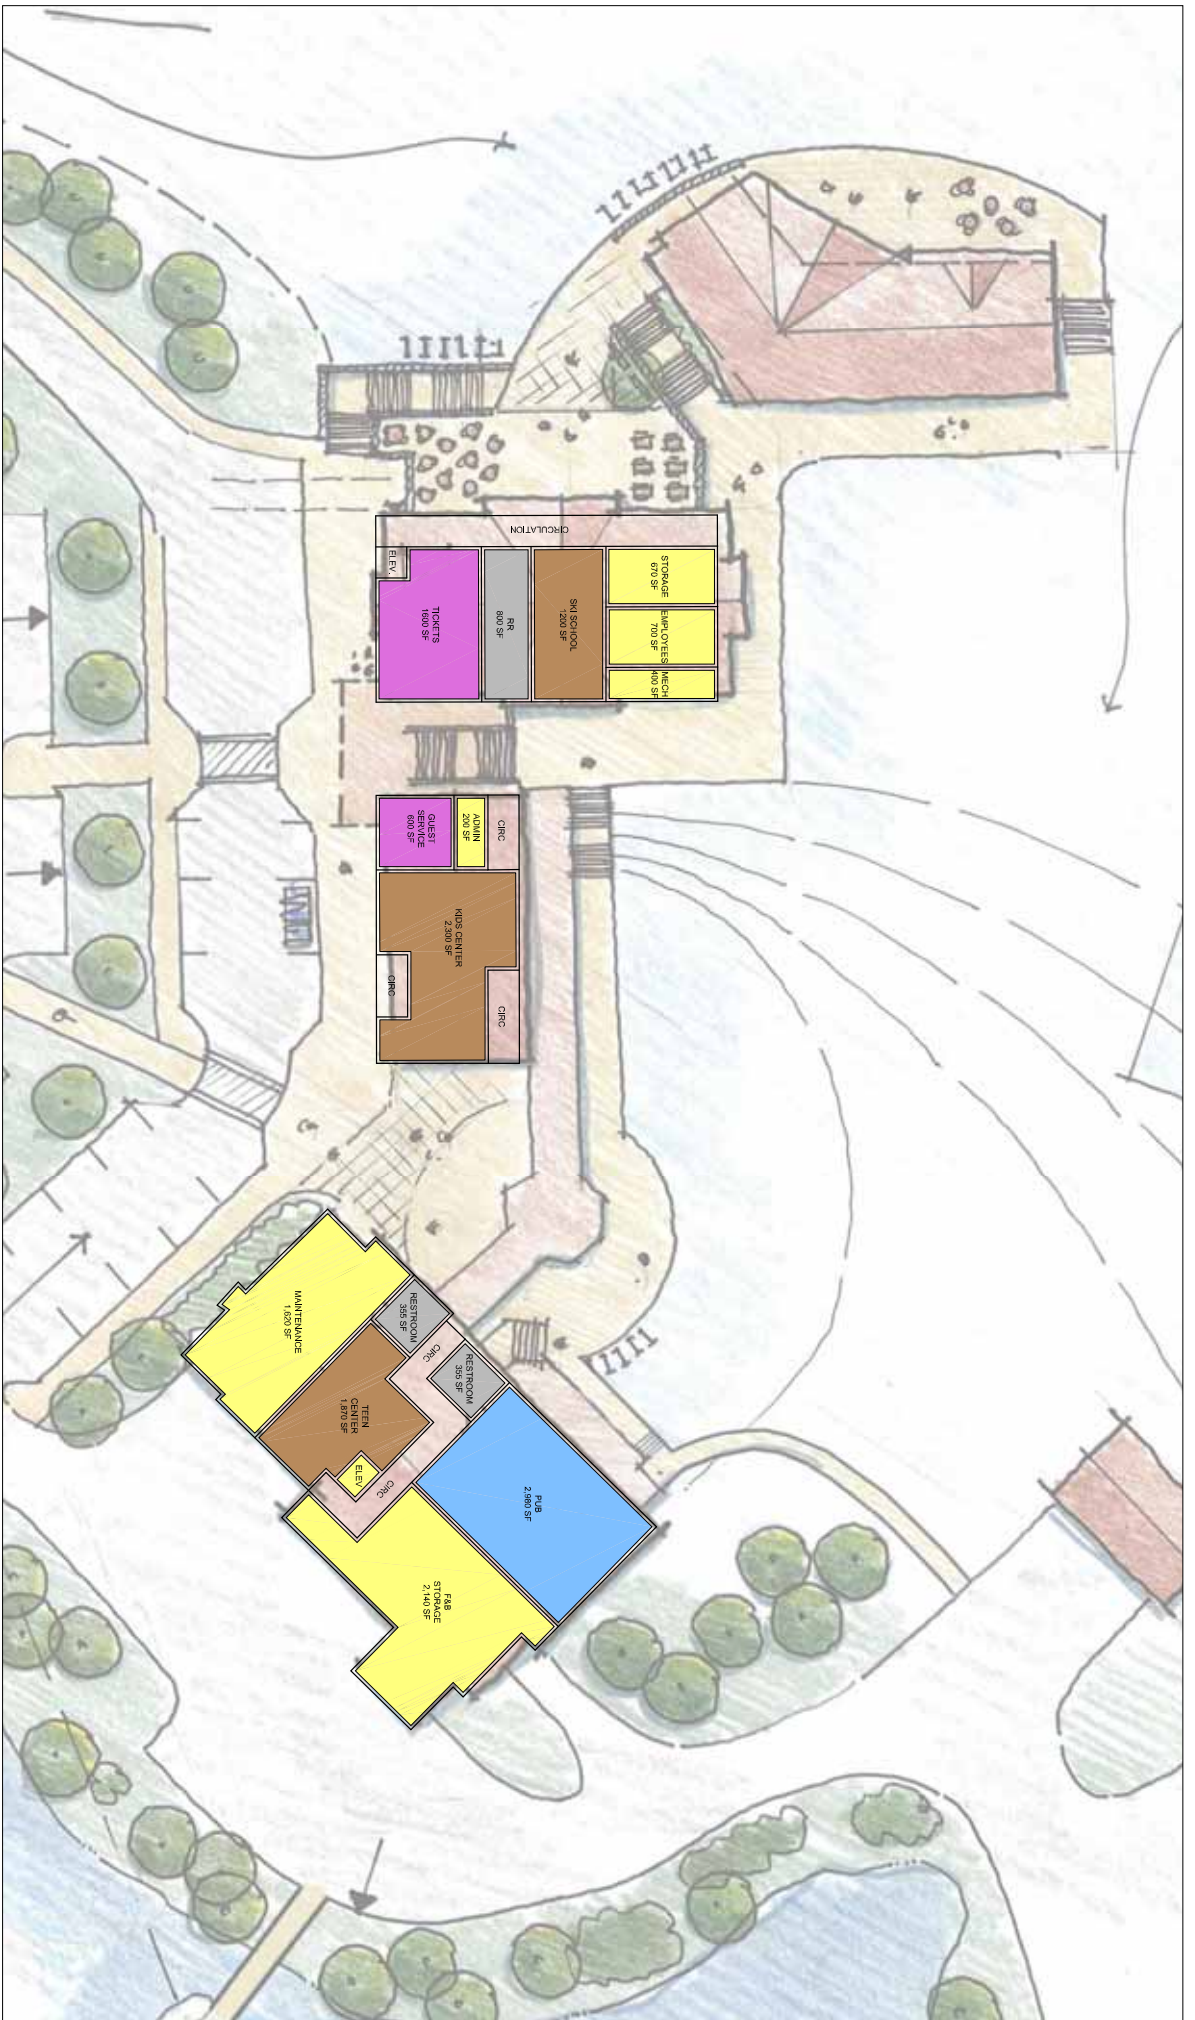 CIRCULATION
ELEV.
TICKETS
1600 SF
RR
800 SF
SKI SCHOOL
1200 SF
STORAGE
670 SF
EMPLOYEES
700 SF
MECH
400 SF
GUEST
SERVICE
600 SF
ADMIN
200 SF
CIRC
KIDS CENTER
2,300 SF
CIRC
CIRC
MAINTENANCE
1,620 SF
RESTROOM
355 SF
CIRC
RESTROOM
355 SF
TEEN
CENTER
1,870 SF
ELEV
CIRC
PUB
2,980 SF
F&B
STORAGE
2,140 SF